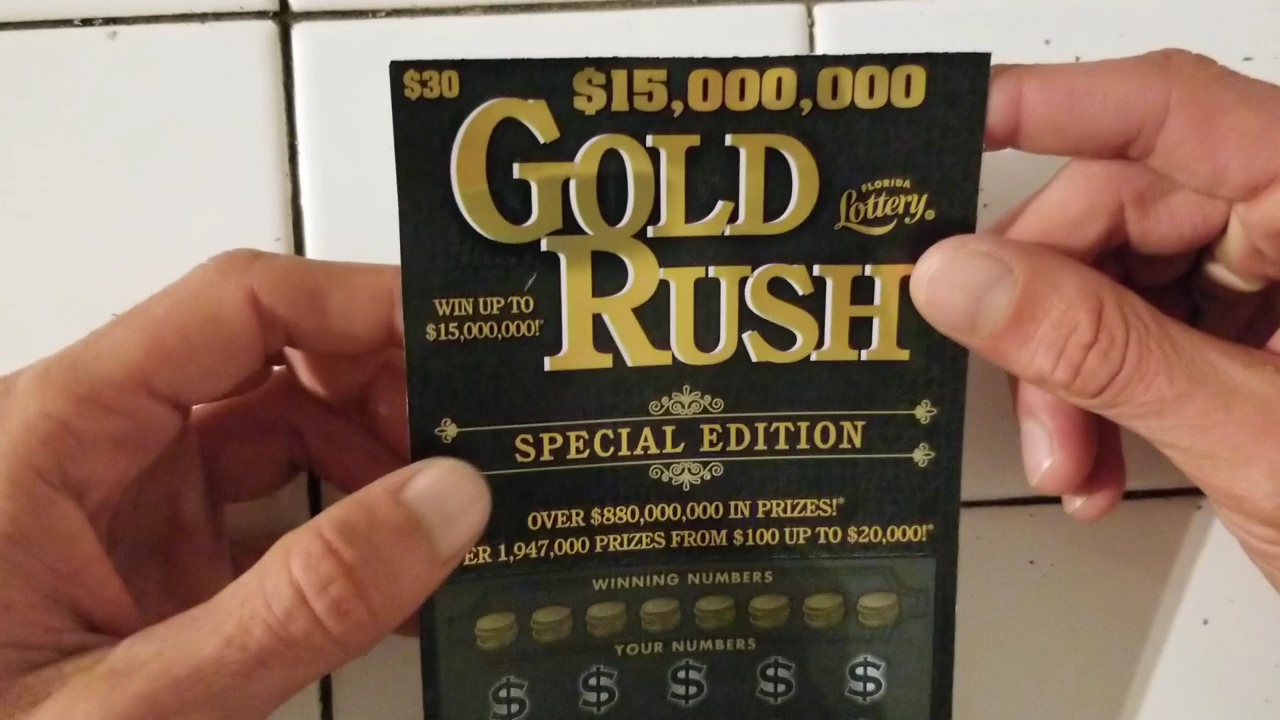 $30 $15,000,000
GOLD
FLORIDA
Lottery
RUSH
WIN UP TO
$15,000,000!*
SPECIAL EDITION
OVER $880,000,000 IN PRIZES!*
ER 1,947,000 PRIZES FROM $100 UP TO $20,000!*
WINNING NUMBERS
YOUR NUMBERS
$ $ $ $ $